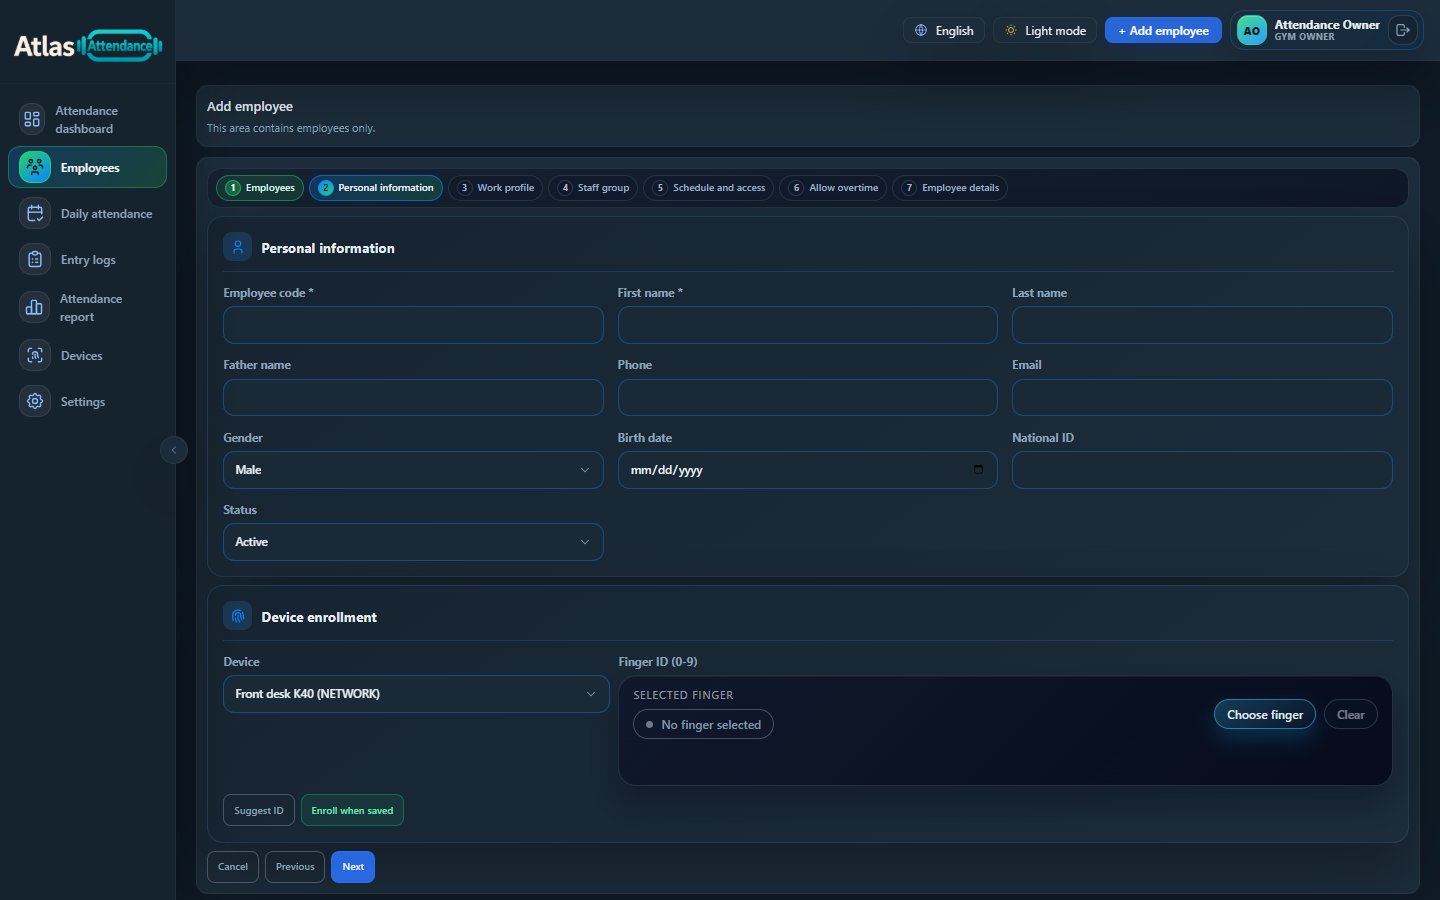 Atlas Attendance
English
Light mode
+ Add employee
AO
Attendance Owner
GYM OWNER
Attendance dashboard
Employees
Daily attendance
Entry logs
Attendance report
Devices
Settings
Add employee
This area contains employees only.
1 Employees
2 Personal information
3 Work profile
4 Staff group
5 Schedule and access
6 Allow overtime
7 Employee details
Personal information
Employee code *
First name *
Last name
Father name
Phone
Email
Gender
Birth date
National ID
Male
mm/dd/yyyy
Status
Active
Device enrollment
Device
Finger ID (0-9)
Front desk K40 (NETWORK)
SELECTED FINGER
No finger selected
Choose finger
Clear
Suggest ID
Enroll when saved
Cancel
Previous
Next